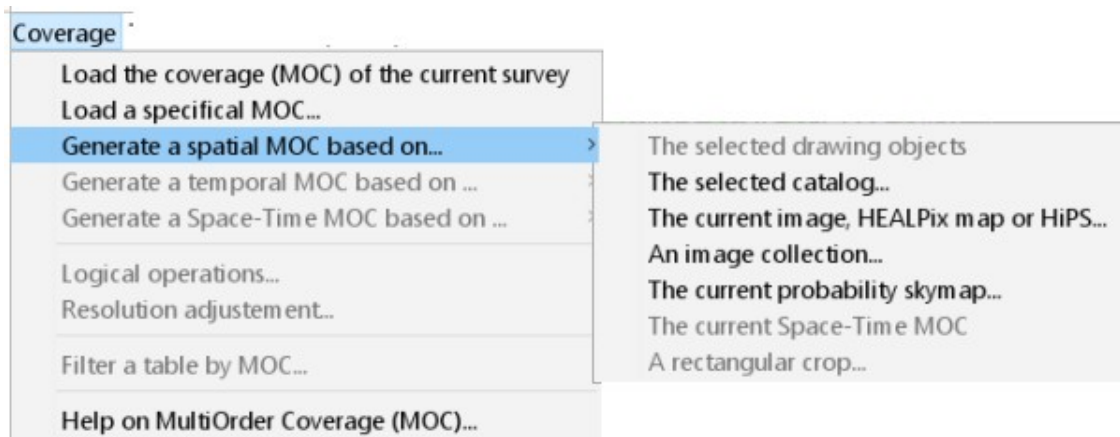 Coverage
Load the coverage (MOC) of the current survey
Load a specifical MOC...
Generate a spatial MOC based on...
Generate a temporal MOC based on ...
Generate a Space-Time MOC based on ...
Logical operations...
Resolution adjustement...
Filter a table by MOC...
Help on MultiOrder Coverage (MOC)...
The selected drawing objects
The selected catalog...
The current image, HEALPix map or HiPS...
An image collection...
The current probability skymap...
The current Space-Time MOC
A rectangular crop...